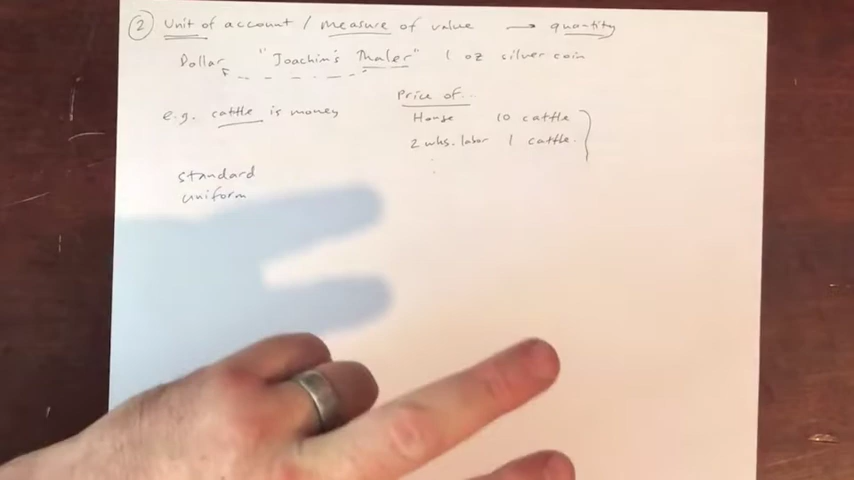 ② Unit of account / measure of value → quantity
Dollar "Joachim's Thaler" 1 oz silver coin
e.g. cattle is money
Price of...
House 10 cattle
2 wks. labor 1 cattle.
standard
uniform